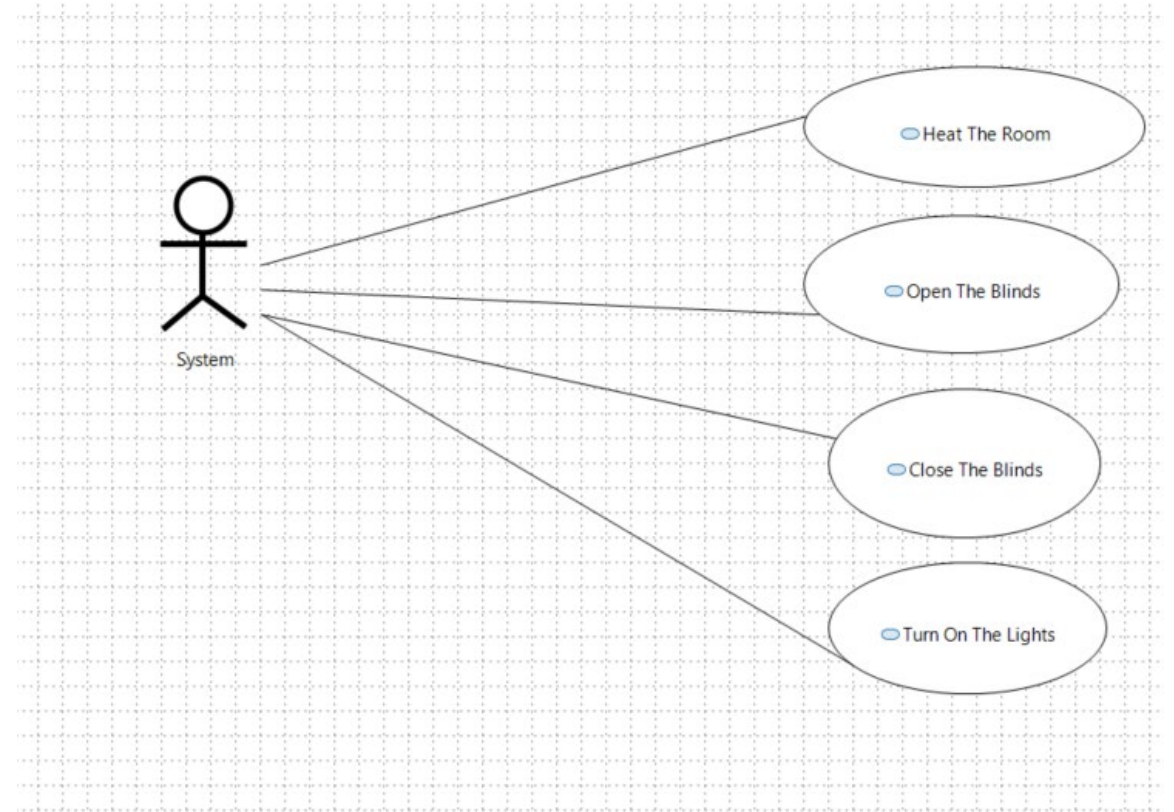 Heat The Room
Open The Blinds
System
Close The Blinds
Turn On The Lights